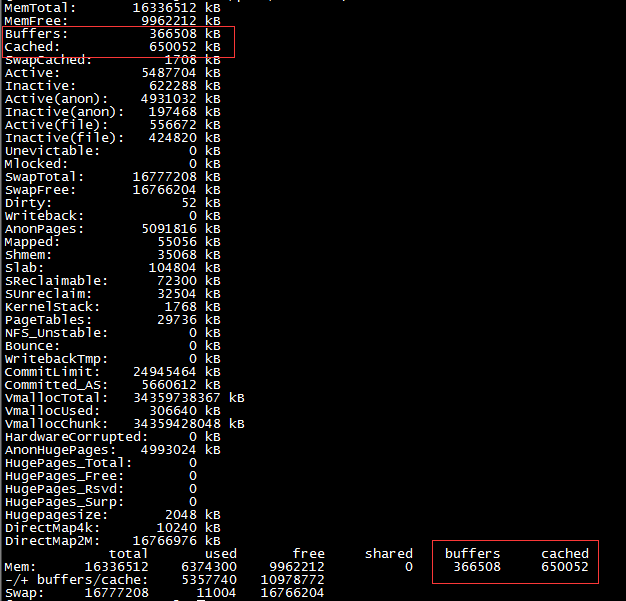 MemTotal:       16336512 kB
MemFree:         9962212 kB
Buffers:          366508 kB
Cached:           650052 kB
SwapCached:         1708 kB
Active:          5487704 kB
Inactive:         622288 kB
Active(anon):    4931032 kB
Inactive(anon):   197468 kB
Active(file):     556672 kB
Inactive(file):   424820 kB
Unevictable:           0 kB
Mlocked:               0 kB
SwapTotal:      16777208 kB
SwapFree:       16766204 kB
Dirty:                52 kB
Writeback:             0 kB
AnonPages:       5091816 kB
Mapped:            55056 kB
Shmem:             35068 kB
Slab:             104804 kB
SReclaimable:      72300 kB
SUnreclaim:        32504 kB
KernelStack:        1768 kB
PageTables:        29736 kB
NFS_Unstable:          0 kB
Bounce:                0 kB
WritebackTmp:          0 kB
CommitLimit:    24945464 kB
Committed_AS:    5660612 kB
VmallocTotal:   34359738367 kB
VmallocUsed:      306640 kB
VmallocChunk:   34359428048 kB
HardwareCorrupted:     0 kB
AnonHugePages:   4993024 kB
HugePages_Total:       0
HugePages_Free:        0
HugePages_Rsvd:        0
HugePages_Surp:        0
Hugepagesize:       2048 kB
DirectMap4k:       10240 kB
DirectMap2M:    16766976 kB
             total       used       free     shared    buffers     cached
Mem:      16336512    6374300    9962212          0     366508     650052
-/+ buffers/cache:    5357740   10978772
Swap:     16777208      11004   16766204